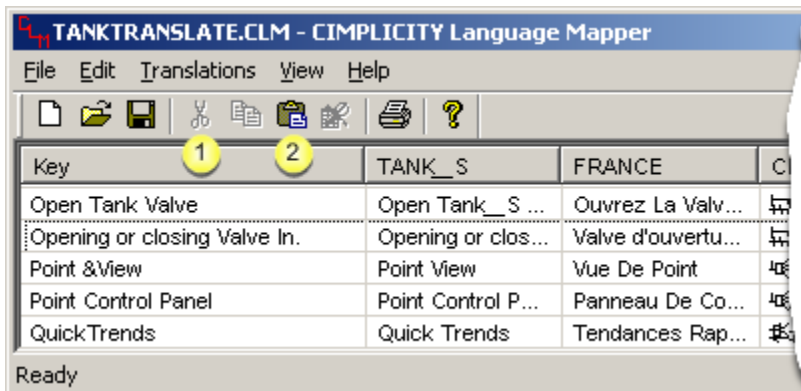 CLM TANKTRANSLATE.CLM - CIMPLICITY Language Mapper
File Edit Translations View Help
1 2
Key TANK__S FRANCE
Open Tank Valve Open Tank__S ... Ouvrez La Valv...
Opening or closing Valve In. Opening or clos... Valve d'ouvertu...
Point &View Point View Vue De Point
Point Control Panel Point Control P... Panneau De Co...
QuickTrends Quick Trends Tendances Rap...
Ready